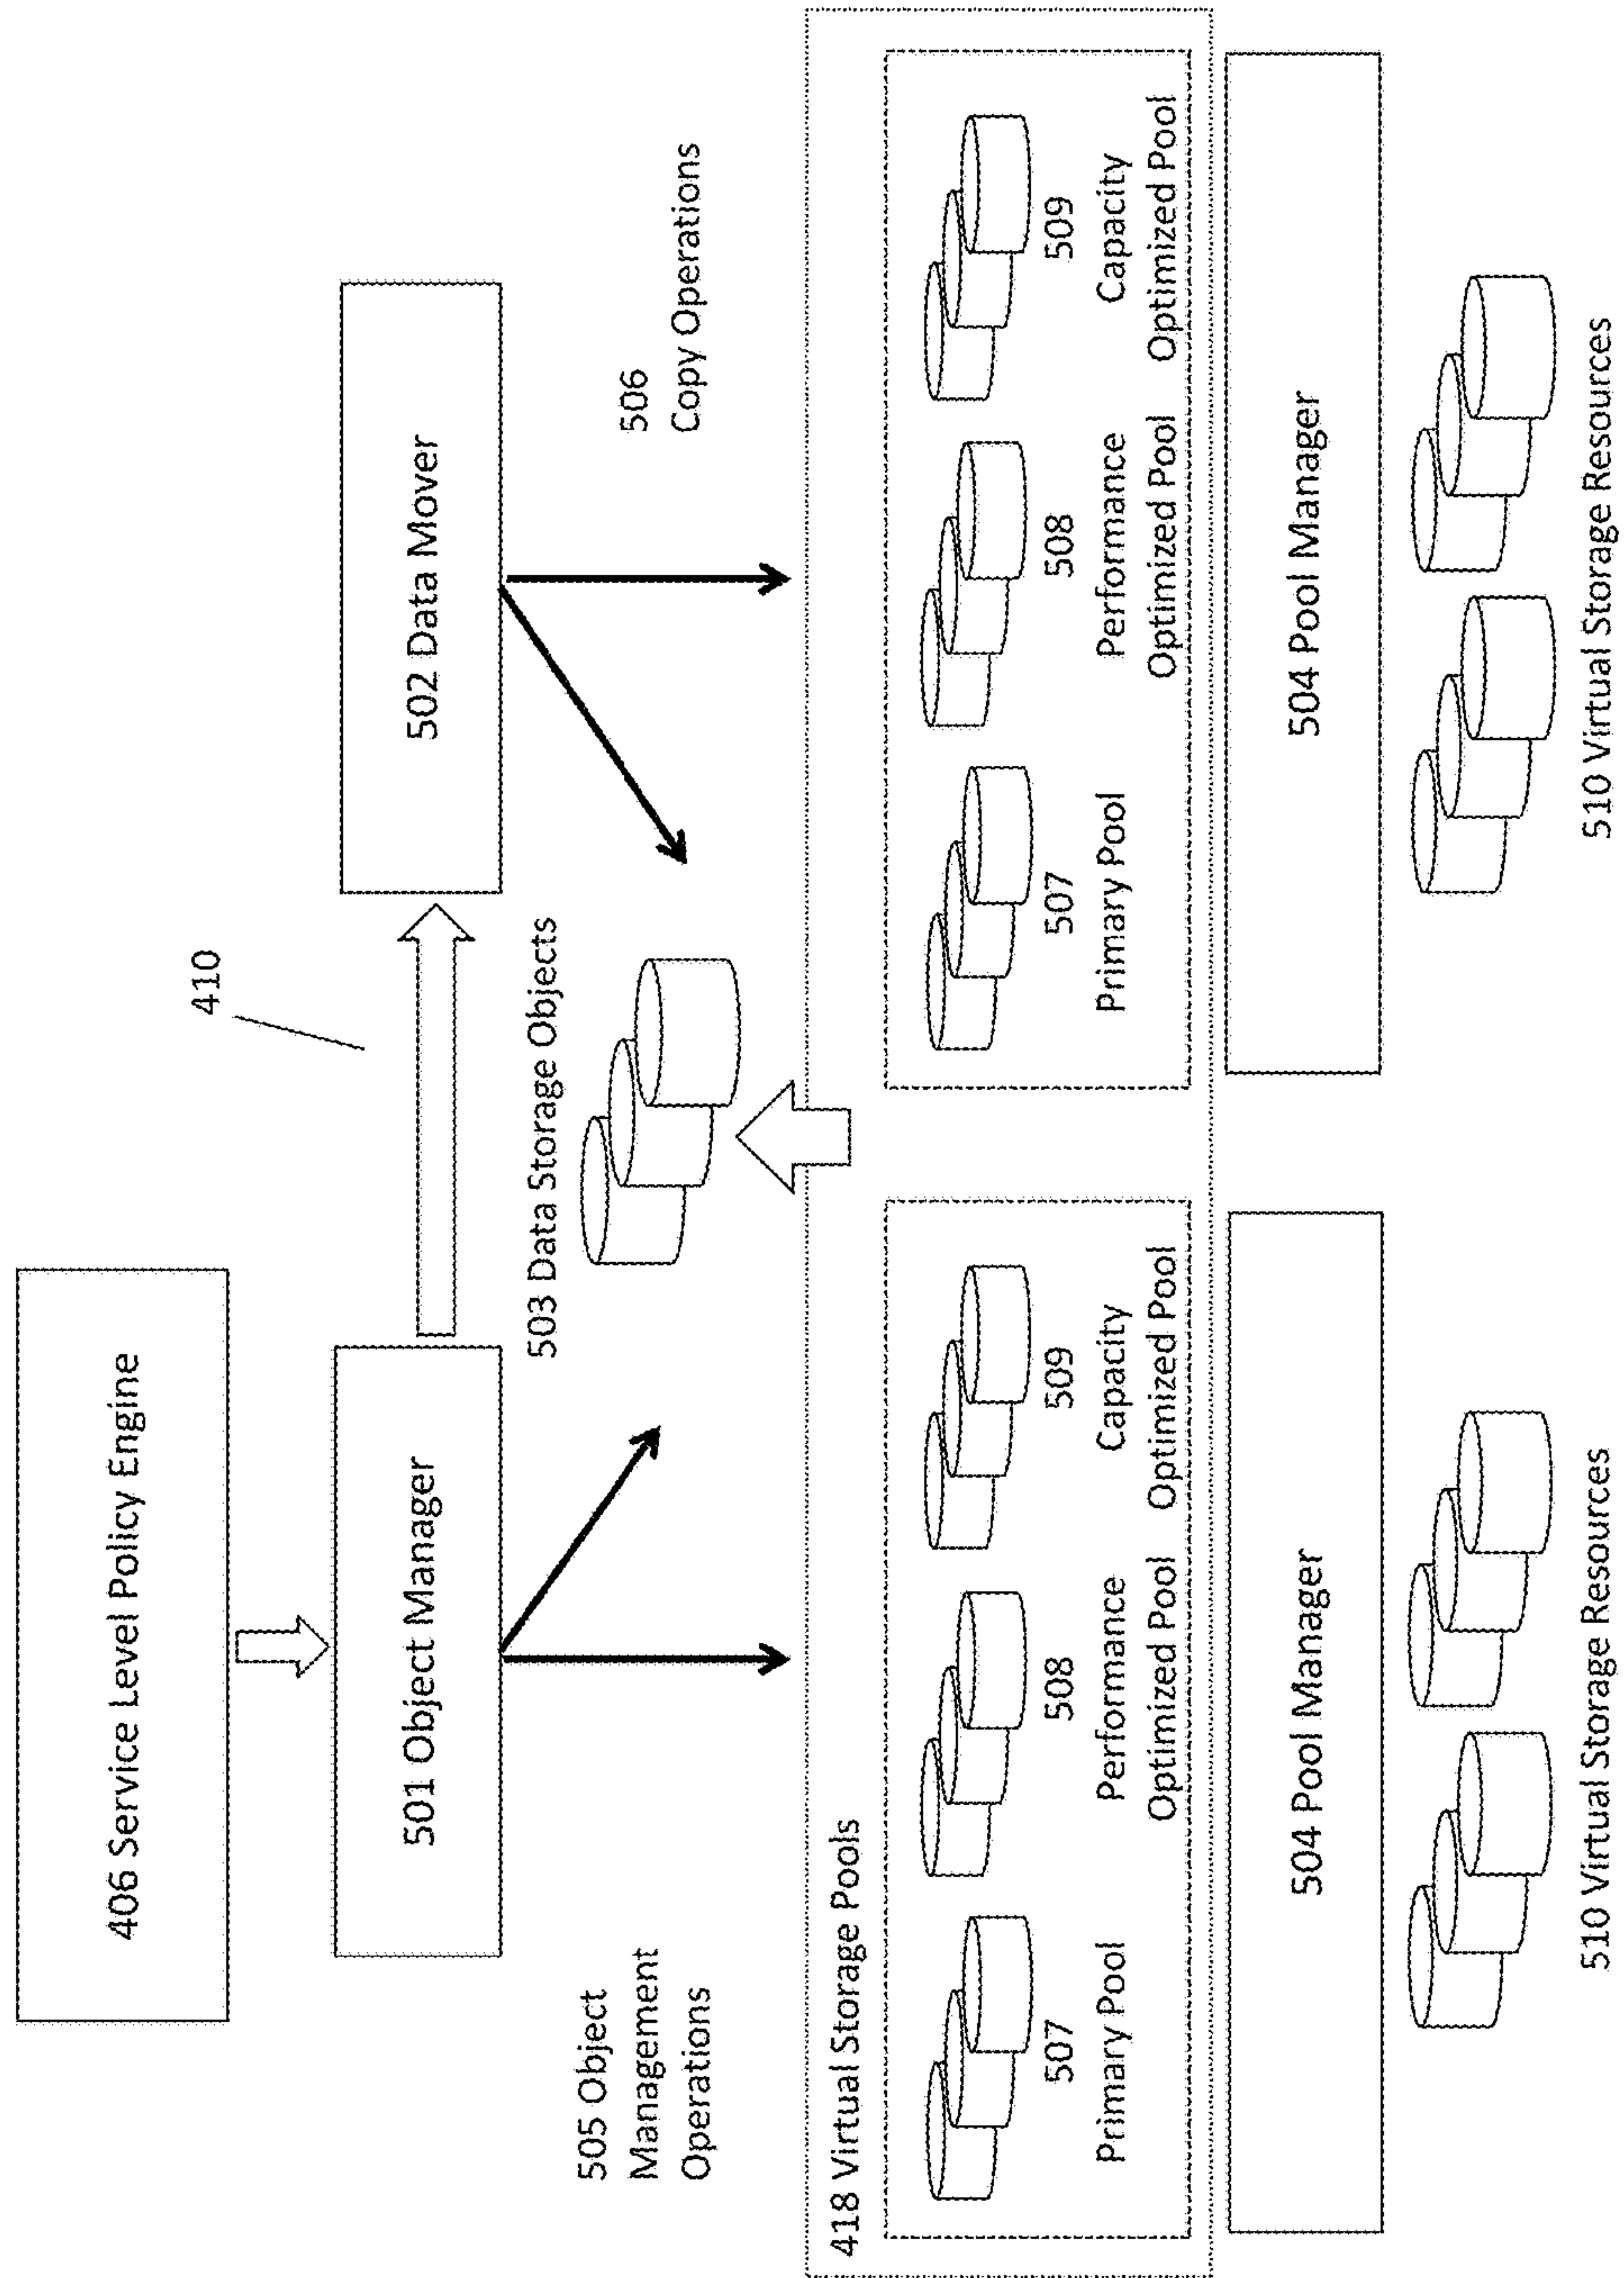 406 Service Level Policy Engine
410
501 Object Manager
502 Data Mover
503 Data Storage Objects
505 Object
Management
Operations
506
Copy Operations
418 Virtual Storage Pools
507
Primary Pool
508
Performance
Optimized Pool
509
Capacity
Optimized Pool
507
Primary Pool
508
Performance
Optimized Pool
509
Capacity
Optimized Pool
504 Pool Manager
504 Pool Manager
510 Virtual Storage Resources
510 Virtual Storage Resources